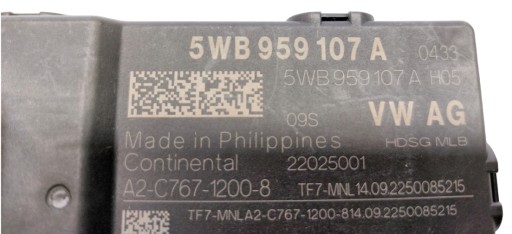 5WB 959 107 A 0433
5WB 959 107 A H05
09S VW AG
Made in Philippines HDSG MLB
Continental 22025001
A2-C767-1200-8 TF7-MNL14.09.2250085215
TF7-MNLA2-C767-1200-814.09.2250085215